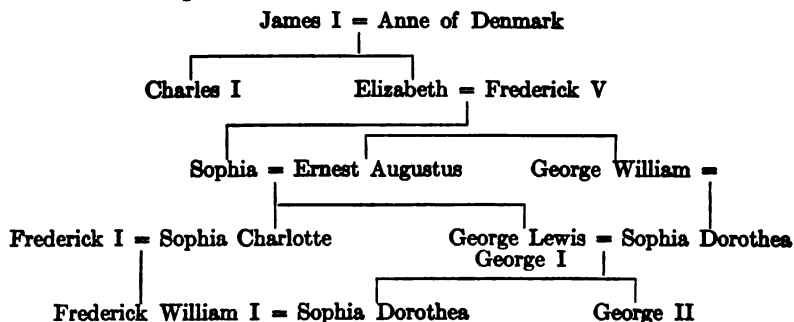 James I = Anne of Denmark
Charles I Elizabeth = Frederick V
Sophia = Ernest Augustus George William =
Frederick I = Sophia Charlotte George Lewis = Sophia Dorothea
George I
Frederick William I = Sophia Dorothea George II